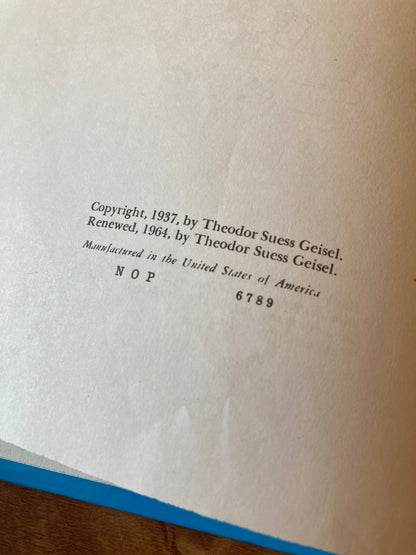 Copyright, 1937, by Theodor Suess Geisel.
Renewed, 1964, by Theodor Suess Geisel.
Manufactured in the United States of America
N O P 6 7 8 9